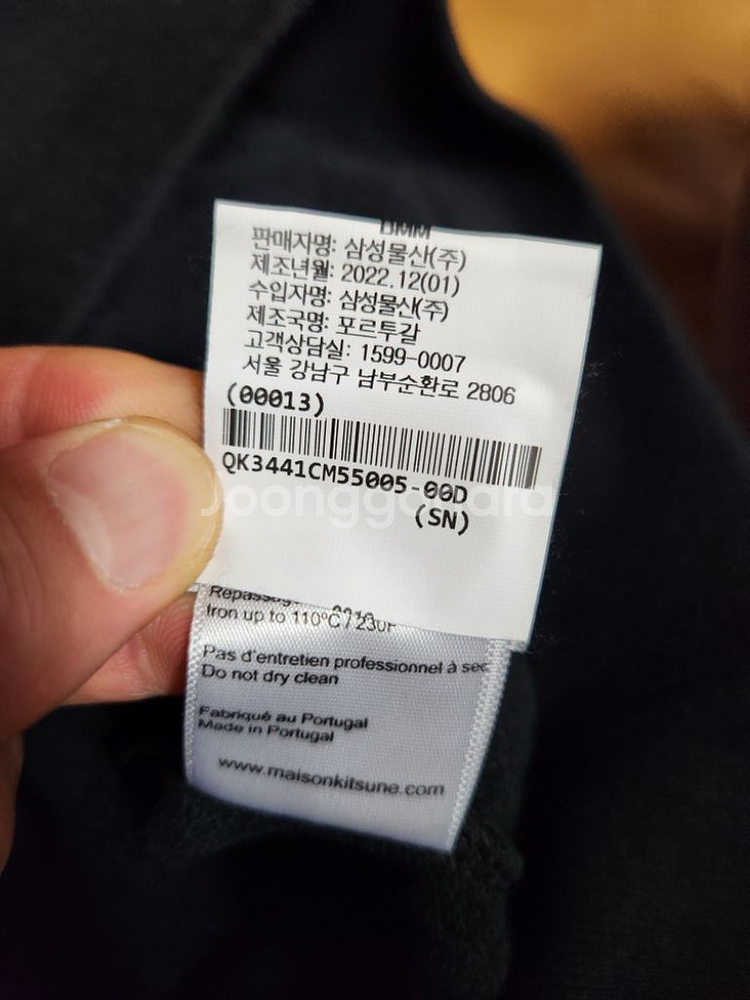 BMM
판매자명: 삼성물산(주)
제조년월: 2022.12(01)
수입자명: 삼성물산(주)
제조국명: 포르투갈
고객상담실: 1599-0007
서울 강남구 남부순환로 2806
(00013)
QK3441CM55005-00D
(SN)
Joonggonara
Iron up to 110°C / 230F
Pas d'entretien professionnel à sec
Do not dry clean
Fabriqué au Portugal
Made in Portugal
www.maisonkitsune.com